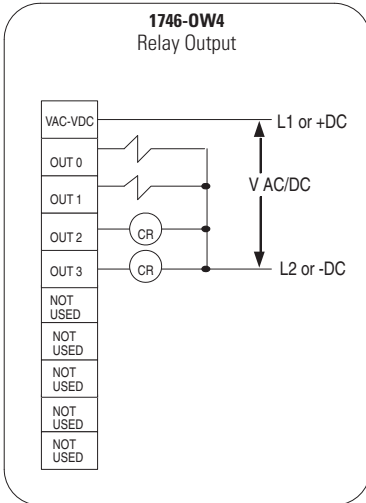 1746-OW4
Relay Output
VAC-VDC
L1 or +DC
OUT 0
V AC/DC
OUT 1
OUT 2
CR
OUT 3
CR
L2 or -DC
NOT
USED
NOT
USED
NOT
USED
NOT
USED
NOT
USED